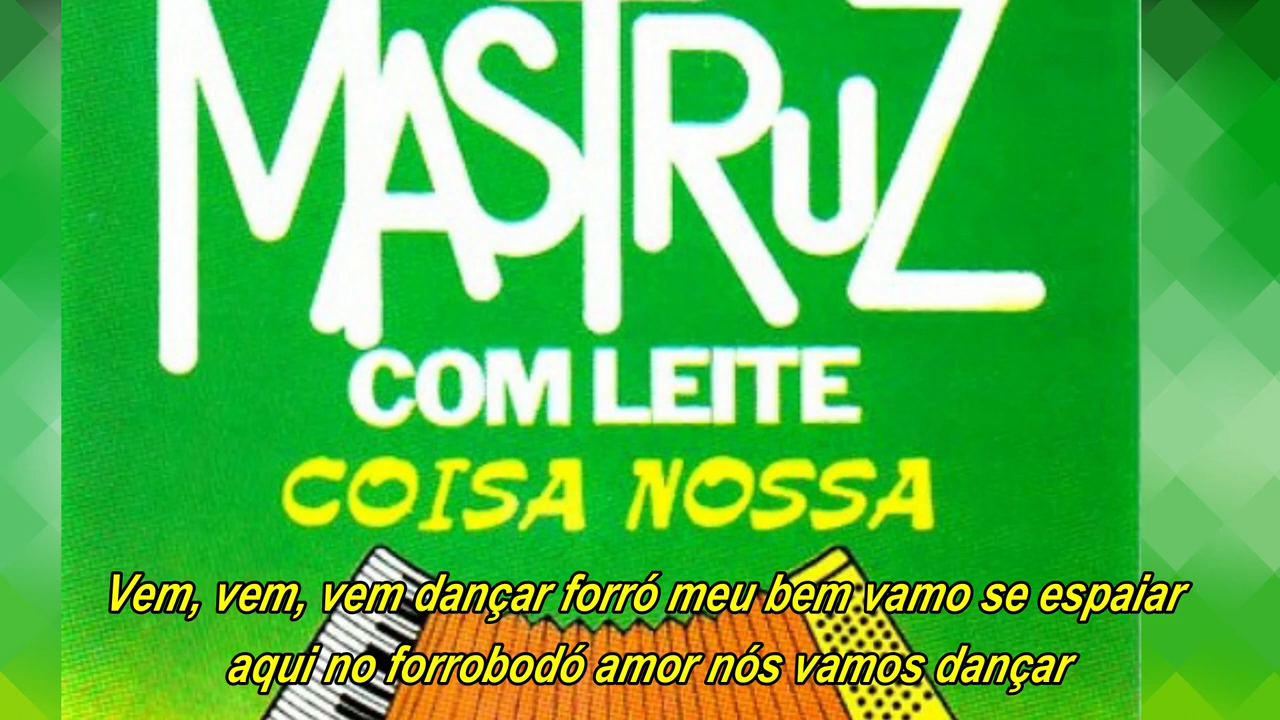 MASTRUZ
COM LEITE
COISA NOSSA
Vem, vem, vem dançar forró meu bem vamo se espaiar
aqui no forrobodó amor nós vamos dançar